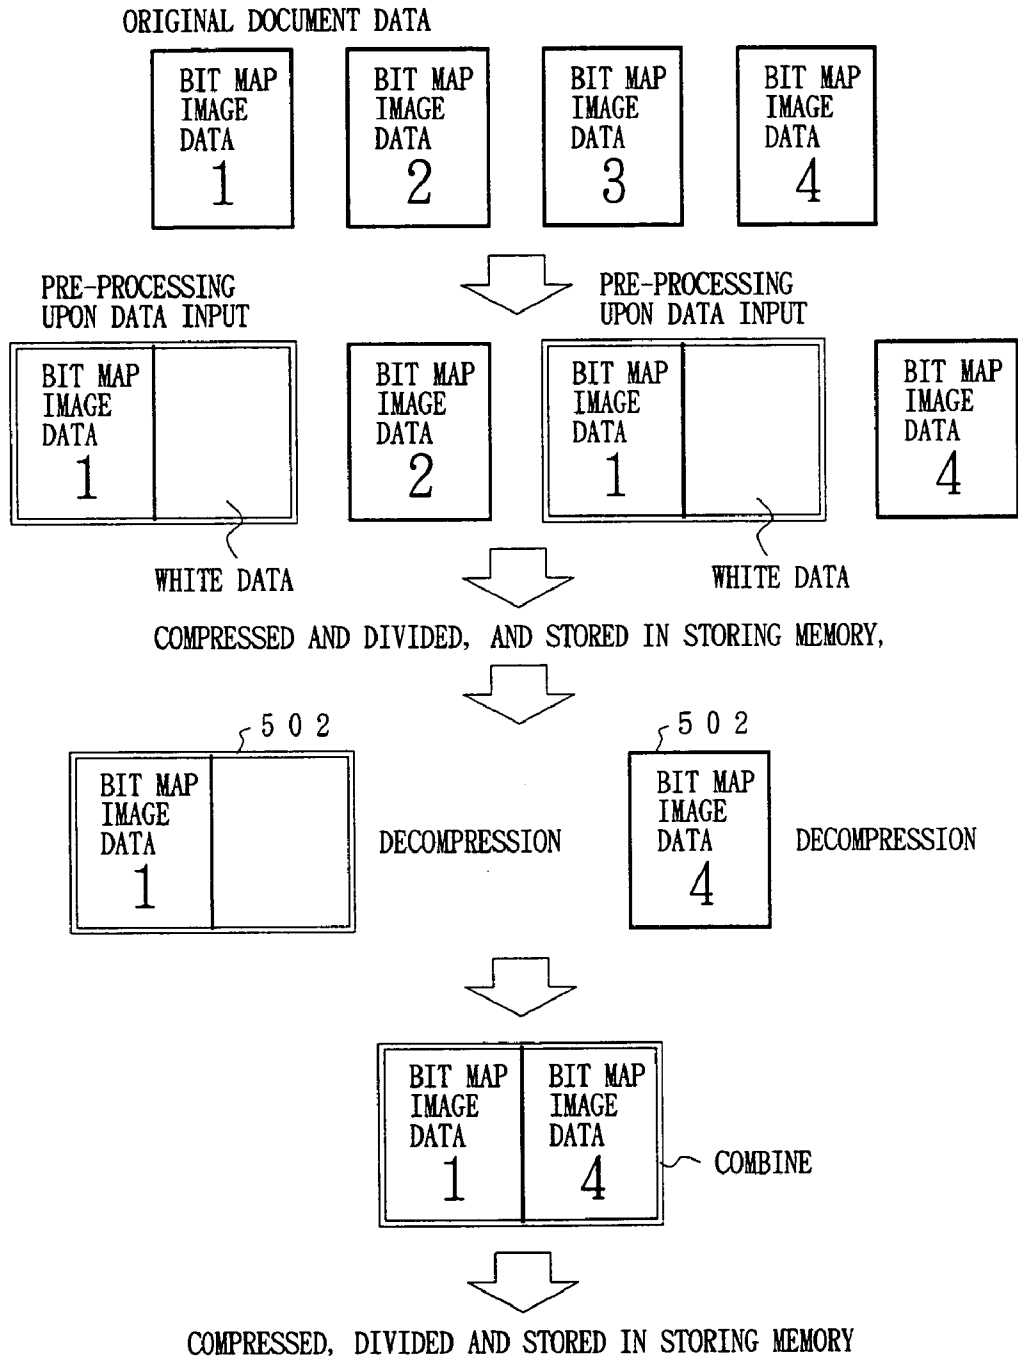 ORIGINAL DOCUMENT DATA
BIT MAP
IMAGE
DATA
1
BIT MAP
IMAGE
DATA
2
BIT MAP
IMAGE
DATA
3
BIT MAP
IMAGE
DATA
4
PRE-PROCESSING
UPON DATA INPUT
PRE-PROCESSING
UPON DATA INPUT
BIT MAP
IMAGE
DATA
1
BIT MAP
IMAGE
DATA
2
BIT MAP
IMAGE
DATA
1
BIT MAP
IMAGE
DATA
4
WHITE DATA
WHITE DATA
COMPRESSED AND DIVIDED, AND STORED IN STORING MEMORY,
502
502
BIT MAP
IMAGE
DATA
1
DECOMPRESSION
BIT MAP
IMAGE
DATA
4
DECOMPRESSION
BIT MAP
IMAGE
DATA
1
BIT MAP
IMAGE
DATA
4
COMBINE
COMPRESSED, DIVIDED AND STORED IN STORING MEMORY